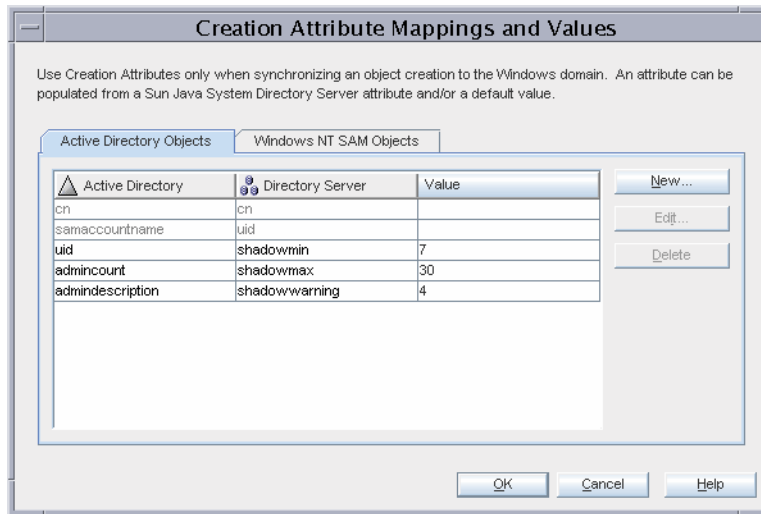 Creation Attribute Mappings and Values
Use Creation Attributes only when synchronizing an object creation to the Windows domain. An attribute can be
populated from a Sun Java System Directory Server attribute and/or a default value.
Active Directory Objects Windows NT SAM Objects
Active Directory Directory Server Value
New...
cn cn
Edit...
samaccountname uid
uid shadowmin 7
Delete
admincount shadowmax 30
admindescription shadowwarning 4
OK Cancel Help